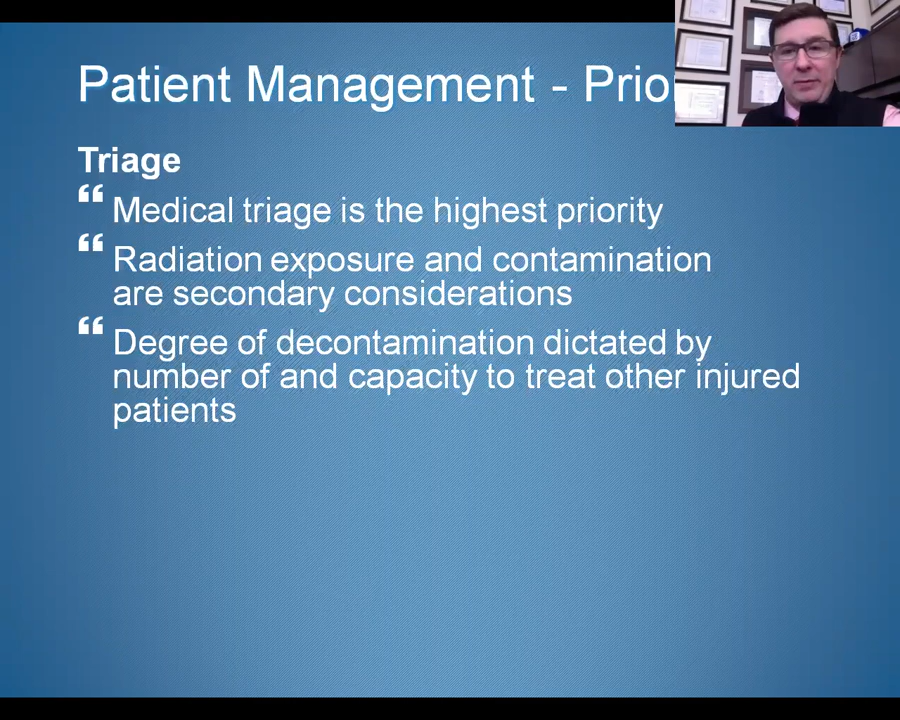 Patient Management - Prio
Triage
“ Medical triage is the highest priority
“ Radiation exposure and contamination
are secondary considerations
“ Degree of decontamination dictated by
number of and capacity to treat other injured
patients